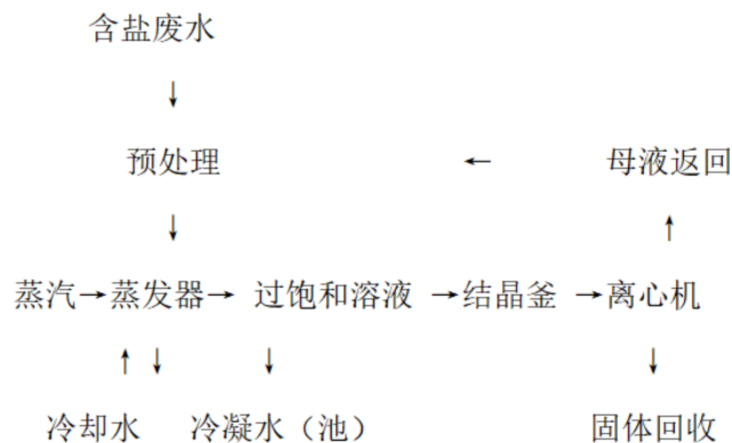 含盐废水
↓
预处理 ← 母液返回
↓ ↑
蒸汽→蒸发器→ 过饱和溶液 →结晶釜 →离心机
↑ ↓ ↓ ↓
冷却水 冷凝水（池） 固体回收